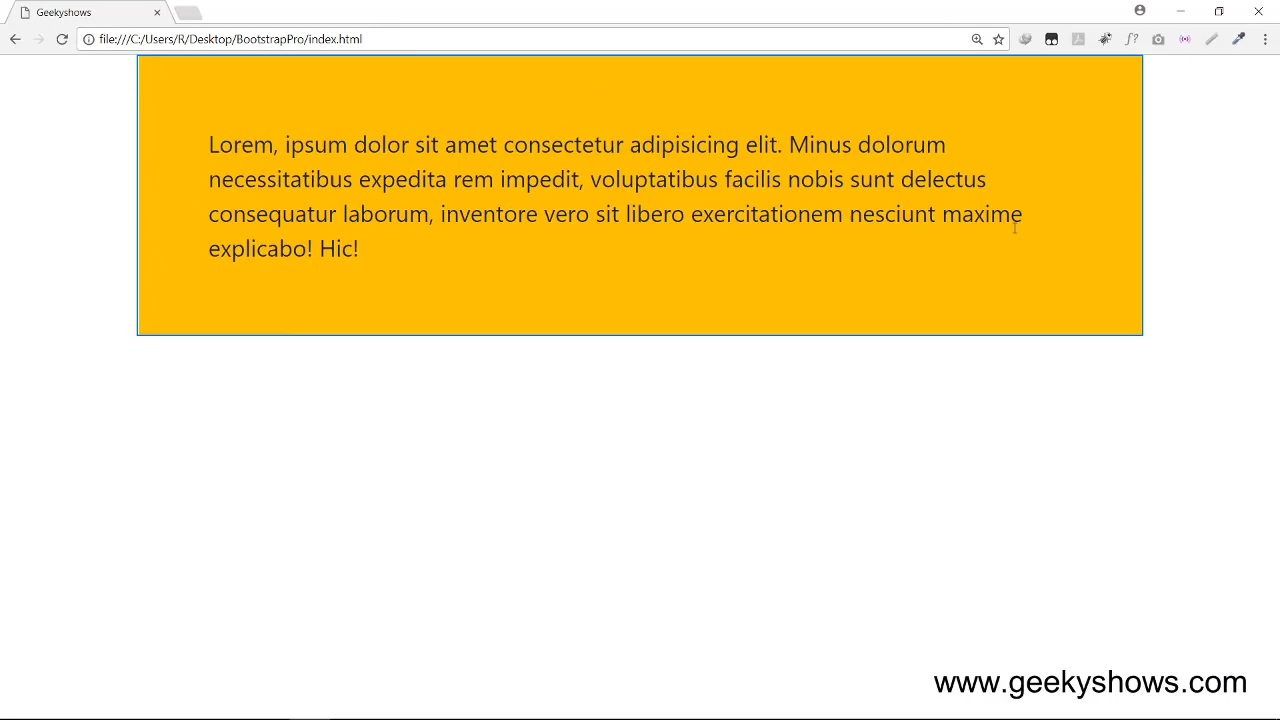 Geekyshows
file:///C:/Users/R/Desktop/BootstrapPro/index.html
Lorem, ipsum dolor sit amet consectetur adipisicing elit. Minus dolorum
necessitatibus expedita rem impedit, voluptatibus facilis nobis sunt delectus
consequatur laborum, inventore vero sit libero exercitationem nesciunt maxime
explicabo! Hic!
www.geekyshows.com